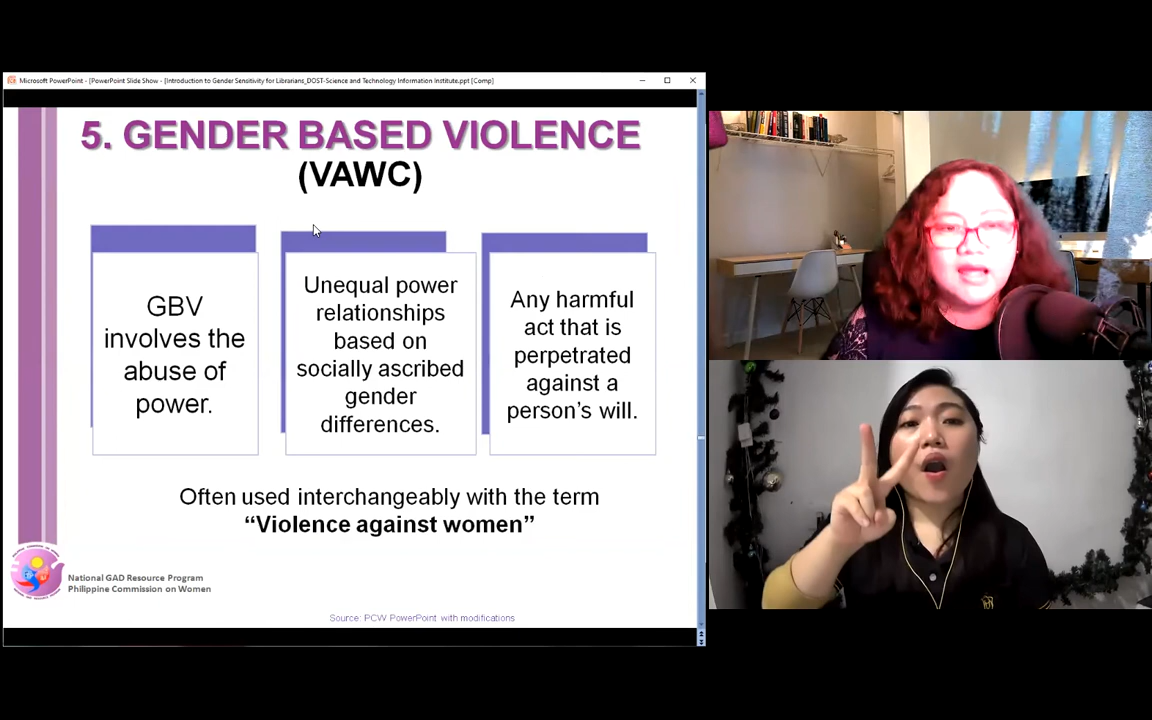 Microsoft PowerPoint - [PowerPoint Slide Show - [Introduction to Gender Sensitivity for Librarians_DOST-Science and Technology Information Institute.ppt [Comp]
5. GENDER BASED VIOLENCE
(VAWC)
GBV
involves the
abuse of
power.
Unequal power
relationships
based on
socially ascribed
gender
differences.
Any harmful
act that is
perpetrated
against a
person's will.
Often used interchangeably with the term
“Violence against women”
National GAD Resource Program
Philippine Commission on Women
Source: PCW PowerPoint with modifications